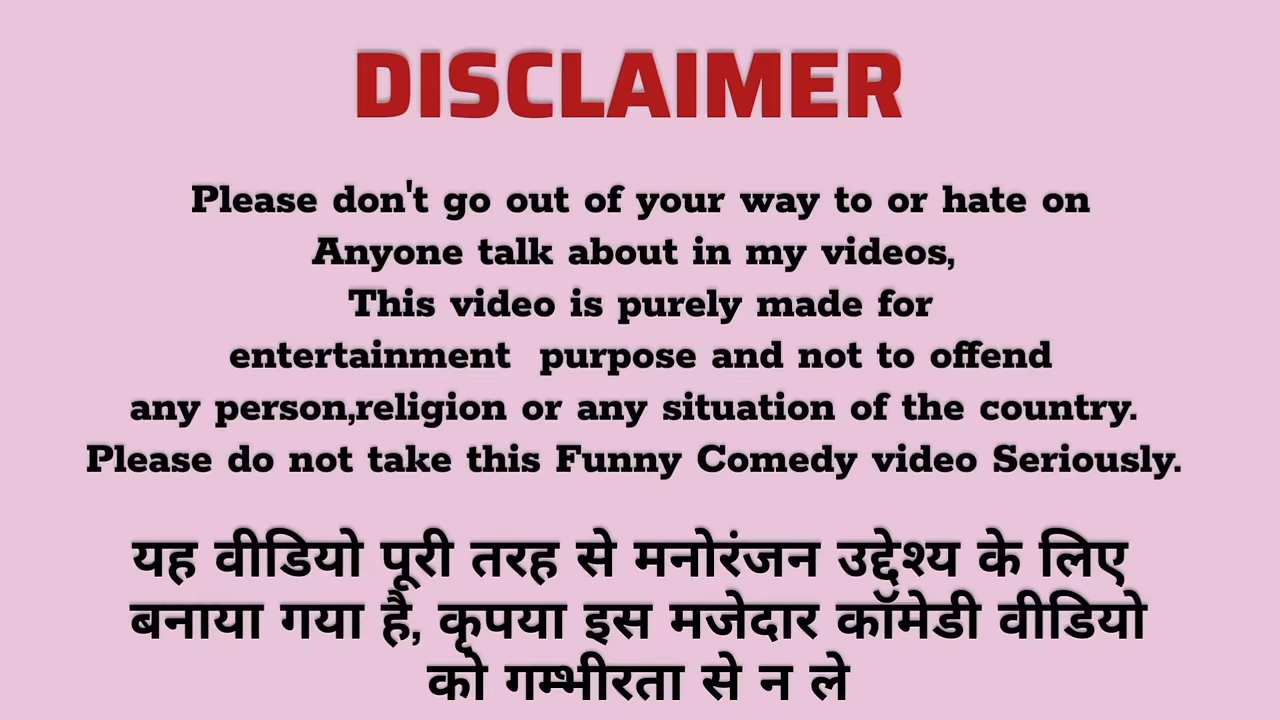 DISCLAIMER
Please don't go out of your way to or hate on
Anyone talk about in my videos,
This video is purely made for
entertainment  purpose and not to offend
any person,religion or any situation of the country.
Please do not take this Funny Comedy video Seriously.
यह वीडियो पूरी तरह से मनोरंजन उद्देश्य के लिए
बनाया गया है, कृपया इस मजेदार कॉमेडी वीडियो
को गम्भीरता से न ले